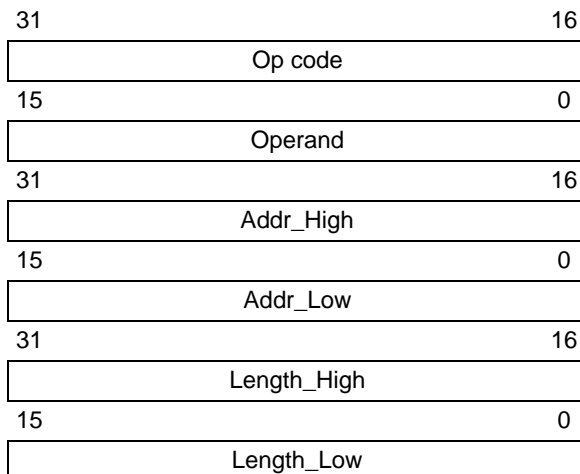 31 16
Op code
15 0
Operand
31 16
Addr_High
15 0
Addr_Low
31 16
Length_High
15 0
Length_Low